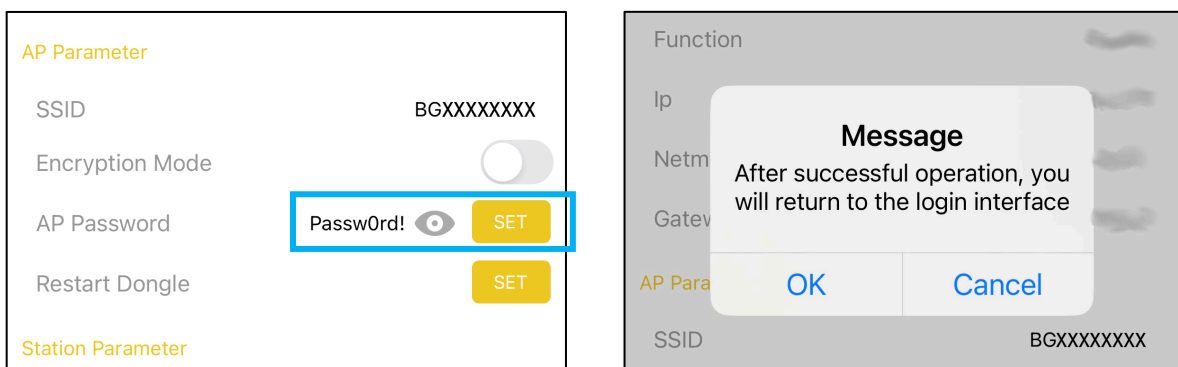 AP Parameter
SSID BGXXXXXXXX
Encryption Mode
AP Password Passw0rd! SET
Restart Dongle SET
Station Parameter
Function
Ip
Message
Netm
After successful operation, you
will return to the login interface
Gatew
AP Para
OK Cancel
SSID BGXXXXXXXX